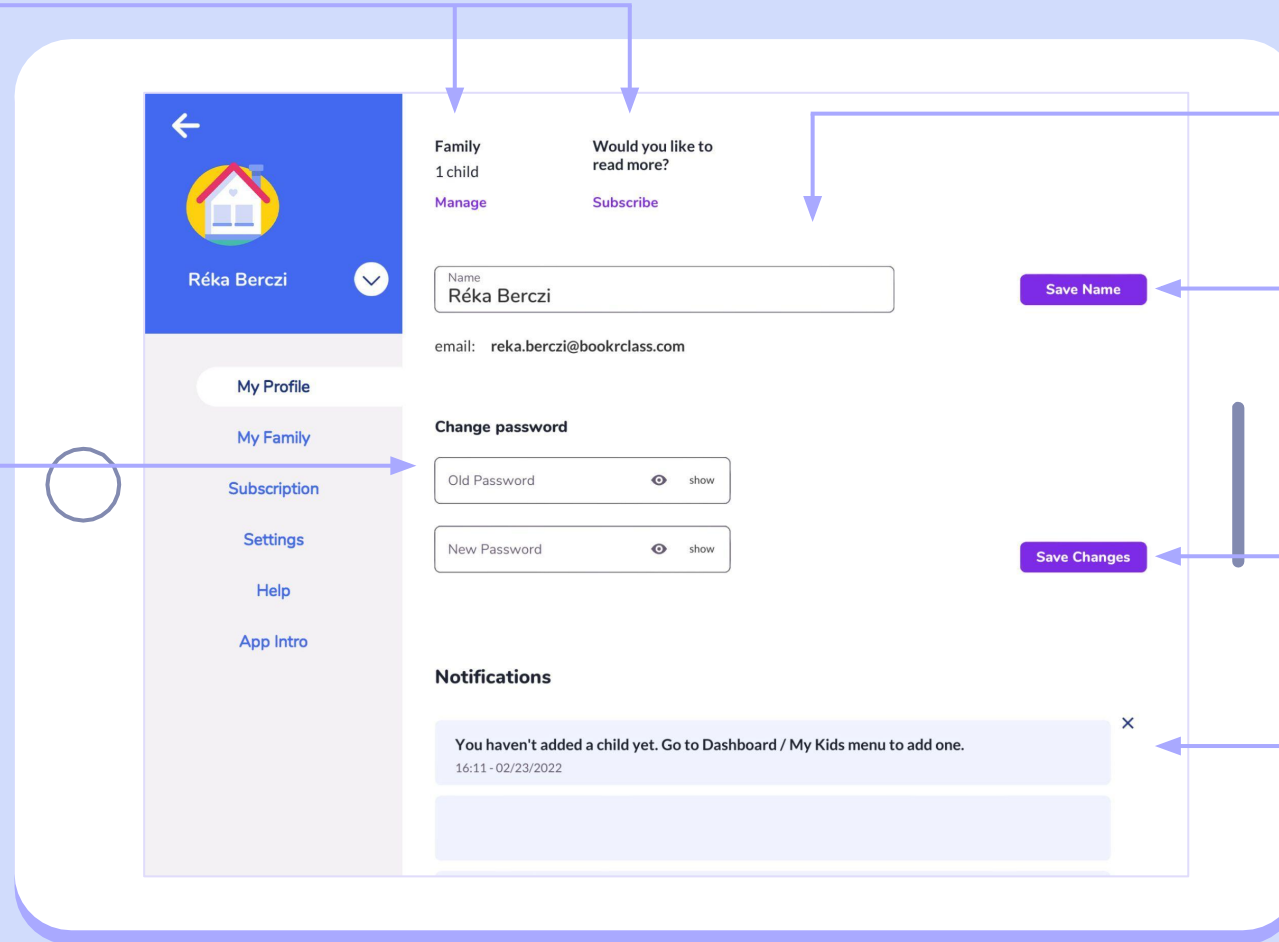 Réka Berczi
My Profile
My Family
Subscription
Settings
Help
App Intro
Family
1 child
Manage
Would you like to
read more?
Subscribe
Name
Réka Berczi
Save Name
email: reka.berczi@bookrclass.com
Change password
Old Password show
New Password show
Save Changes
Notifications
You haven't added a child yet. Go to Dashboard / My Kids menu to add one.
16:11 - 02/23/2022